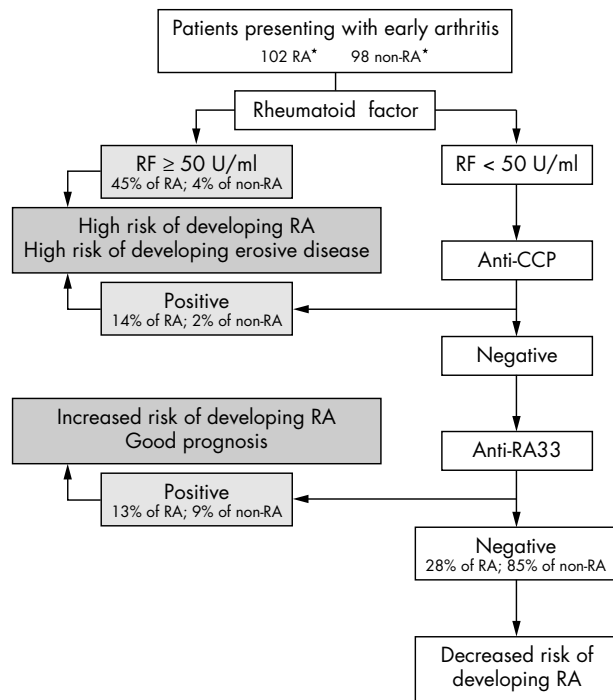 Patients presenting with early arthritis
102 RA* 98 non-RA*
Rheumatoid factor
RF ≥ 50 U/ml
45% of RA; 4% of non-RA
RF < 50 U/ml
High risk of developing RA
High risk of developing erosive disease
Anti-CCP
Positive
14% of RA; 2% of non-RA
Negative
Increased risk of developing RA
Good prognosis
Anti-RA33
Positive
13% of RA; 9% of non-RA
Negative
28% of RA; 85% of non-RA
Decreased risk of
developing RA